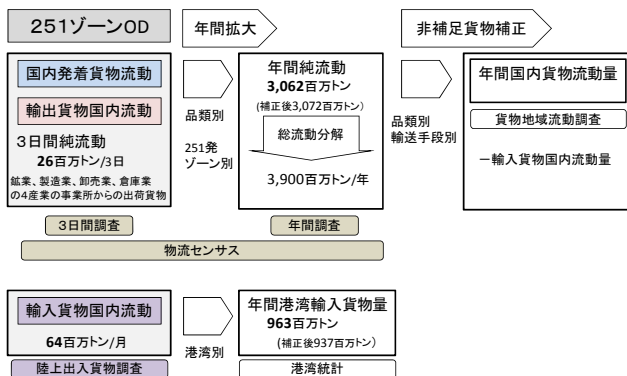 251ゾーンOD
年間拡大
非補足貨物補正
国内発着貨物流動
輸出貨物国内流動
3日間純流動
26百万トン/3日
鉱業、製造業、卸売業、倉庫業
の4産業の事業所からの出荷貨物
品類別
251発
ゾーン別
年間純流動
3,062百万トン
(補正後3,072百万トン)
総流動分解
3,900百万トン/年
品類別
輸送手段別
年間国内貨物流動量
貨物地域流動調査
－輸入貨物国内流動量
3日間調査
年間調査
物流センサス
輸入貨物国内流動
64百万トン/月
港湾別
年間港湾輸入貨物量
963百万トン
(補正後937百万トン)
陸上出入貨物調査
港湾統計